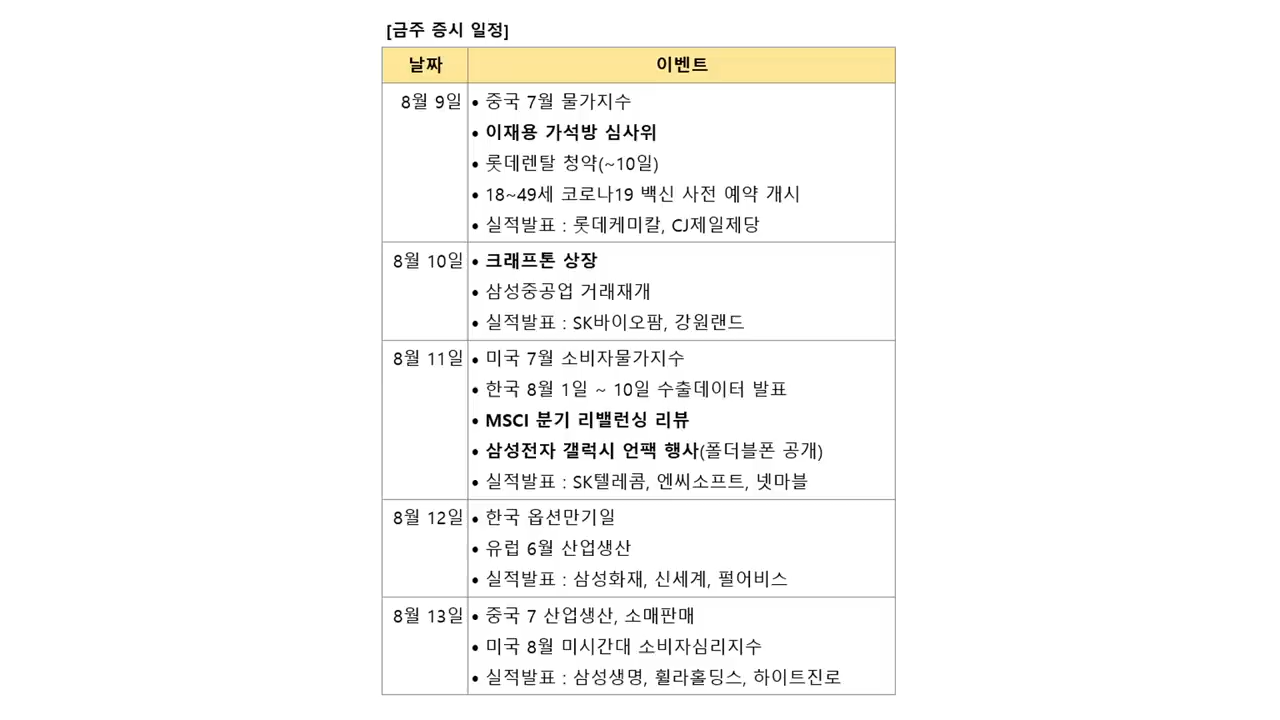 [금주 증시 일정]
날짜 이벤트
8월 9일 • 중국 7월 물가지수
• 이재용 가석방 심사위
• 롯데렌탈 청약(~10일)
• 18~49세 코로나19 백신 사전 예약 개시
• 실적발표 : 롯데케미칼, CJ제일제당
8월 10일 • 크래프톤 상장
• 삼성중공업 거래재개
• 실적발표 : SK바이오팜, 강원랜드
8월 11일 • 미국 7월 소비자물가지수
• 한국 8월 1일 ~ 10일 수출데이터 발표
• MSCI 분기 리밸런싱 리뷰
• 삼성전자 갤럭시 언팩 행사(폴더블폰 공개)
• 실적발표 : SK텔레콤, 엔씨소프트, 넷마블
8월 12일 • 한국 옵션만기일
• 유럽 6월 산업생산
• 실적발표 : 삼성화재, 신세계, 펄어비스
8월 13일 • 중국 7 산업생산, 소매판매
• 미국 8월 미시간대 소비자심리지수
• 실적발표 : 삼성생명, 휠라홀딩스, 하이트진로